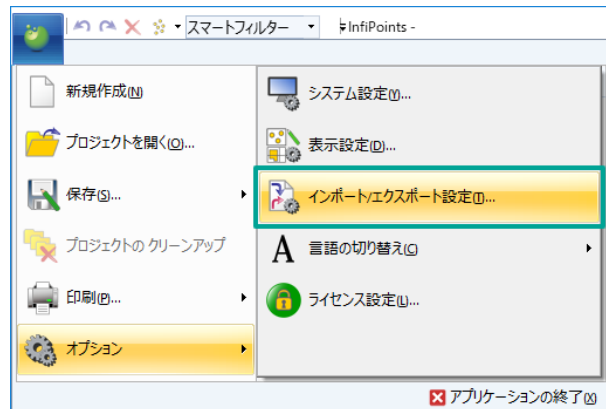 スマートフィルター InfiPoints -
新規作成(N)
プロジェクトを開く(O)...
保存(S)...
プロジェクトの クリーンアップ
印刷(P)...
オプション
システム設定(Y)...
表示設定(D)...
インポート/エクスポート設定(I)...
A 言語の切り替え(C)
ライセンス設定(L)...
アプリケーションの終了(X)